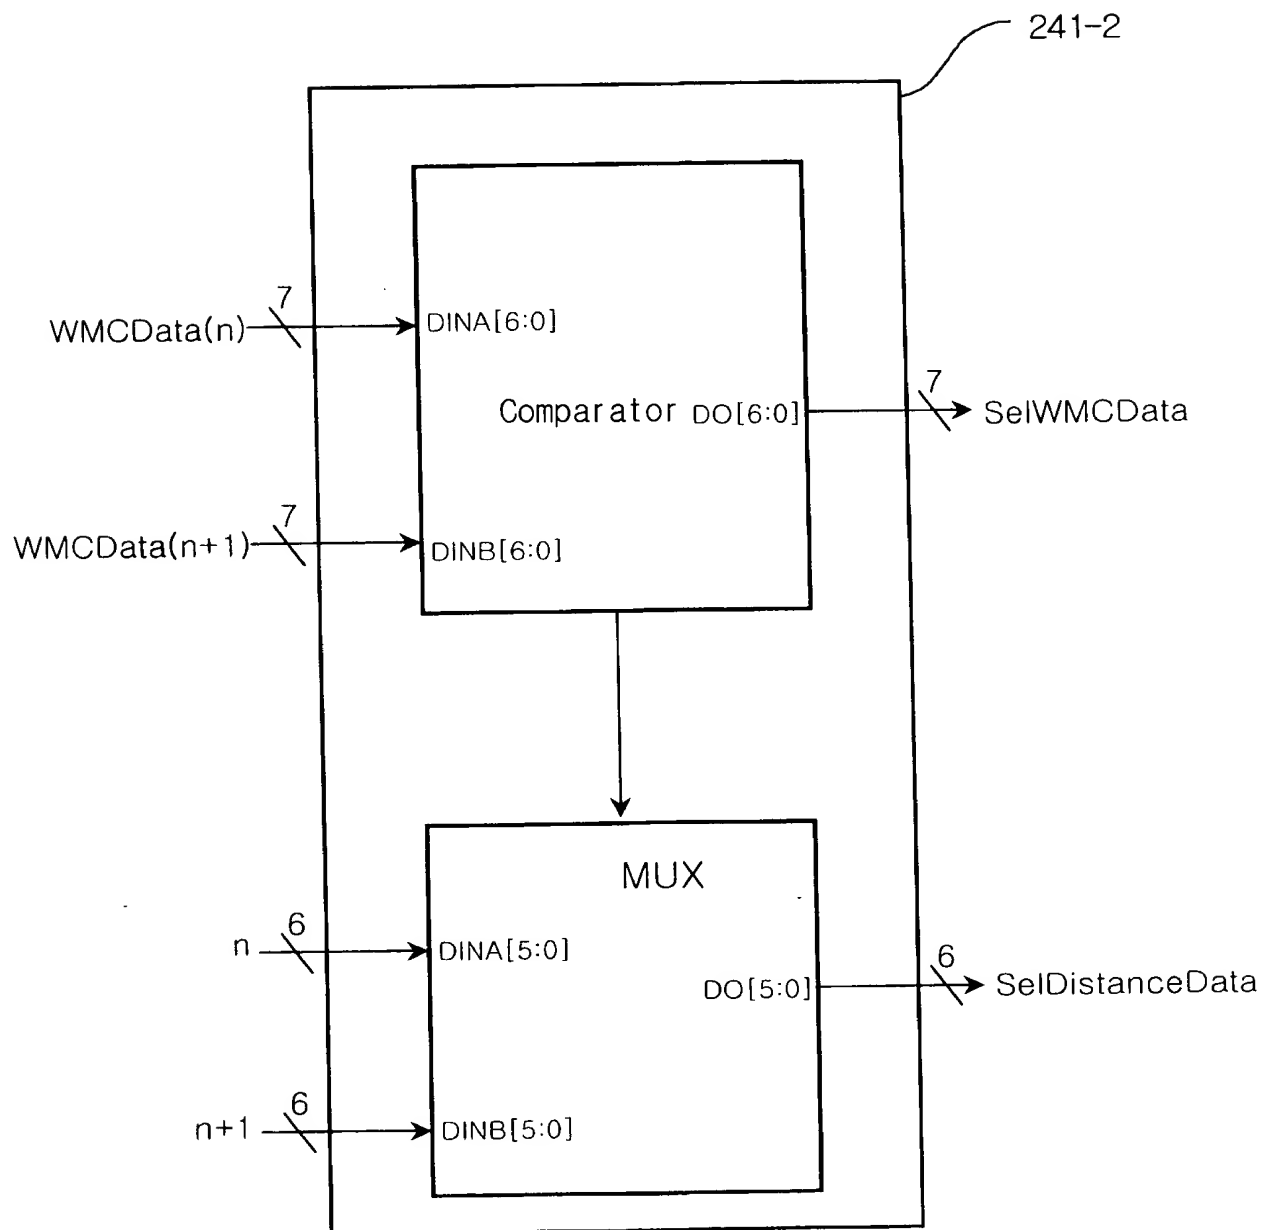 241-2
7
WMCData(n)
DINA[6:0]
7
Comparator DO[6:0]
SelWMCData
7
WMCData(n+1)
DINB[6:0]
MUX
6
n
DINA[5:0]
6
DO[5:0]
SelDistanceData
6
n+1
DINB[5:0]